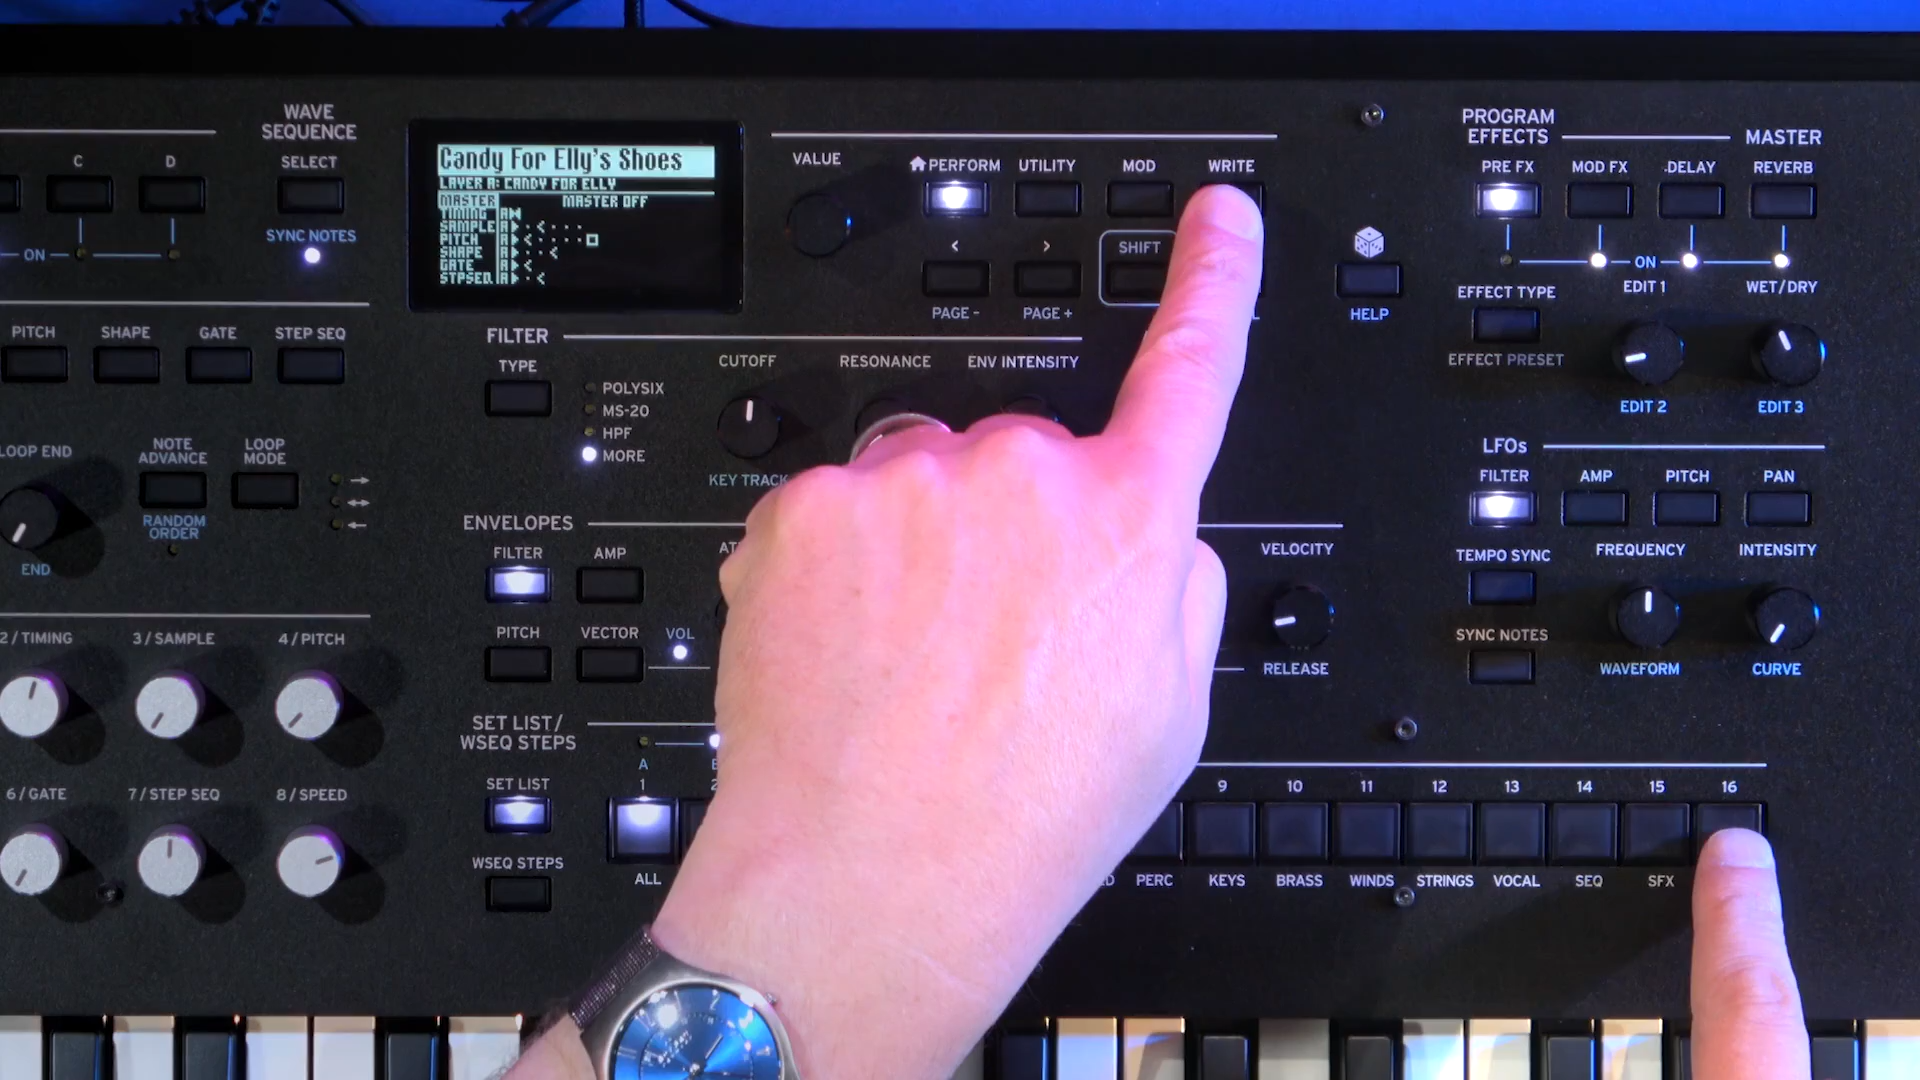 WAVE
SEQUENCE
C D SELECT
SYNC NOTES
ON
PITCH SHAPE GATE STEP SEQ
LOOP END NOTE
ADVANCE LOOP
MODE
RANDOM
ORDER
END
2/TIMING 3/SAMPLE 4/PITCH
6/GATE 7/STEP SEQ 8/SPEED
Candy For Elly's Shoes
LAYER A: CANDY FOR ELLY
MASTER MASTER OFF
TIMING A
SAMPLE A
PITCH A
SHAPE A
GATE A
STPSEQ A
VALUE PERFORM UTILITY MOD WRITE
< > SHIFT
PAGE - PAGE +
HELP
FILTER
TYPE CUTOFF RESONANCE ENV INTENSITY
POLYSIX
MS-20
HPF
MORE
KEY TRACK
ENVELOPES
FILTER AMP VELOCITY
PITCH VECTOR VOL RELEASE
SET LIST/
WSEQ STEPS
A
SET LIST 1 9 10 11 12 13 14 15 16
WSEQ STEPS
ALL PERC KEYS BRASS WINDS STRINGS VOCAL SEQ SFX
PROGRAM
EFFECTS MASTER
PRE FX MOD FX DELAY REVERB
ON
EFFECT TYPE EDIT 1 WET/DRY
EFFECT PRESET
EDIT 2 EDIT 3
LFOs
FILTER AMP PITCH PAN
TEMPO SYNC FREQUENCY INTENSITY
SYNC NOTES
WAVEFORM CURVE